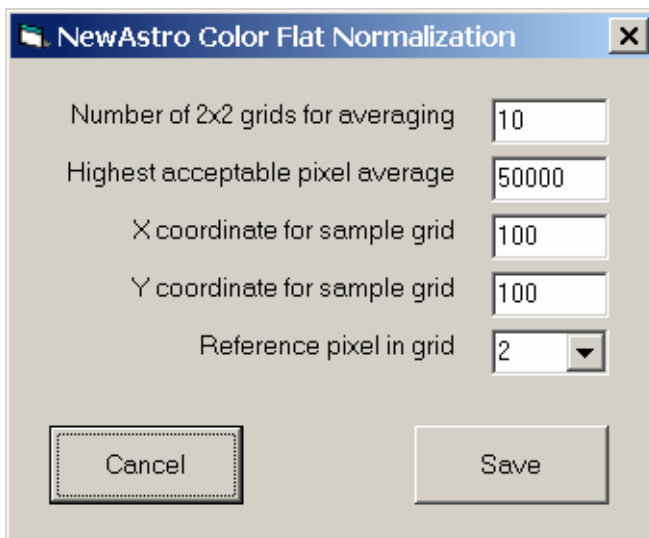 NewAstro Color Flat Normalization
Number of 2x2 grids for averaging 10
Highest acceptable pixel average 50000
X coordinate for sample grid 100
Y coordinate for sample grid 100
Reference pixel in grid 2
Cancel Save